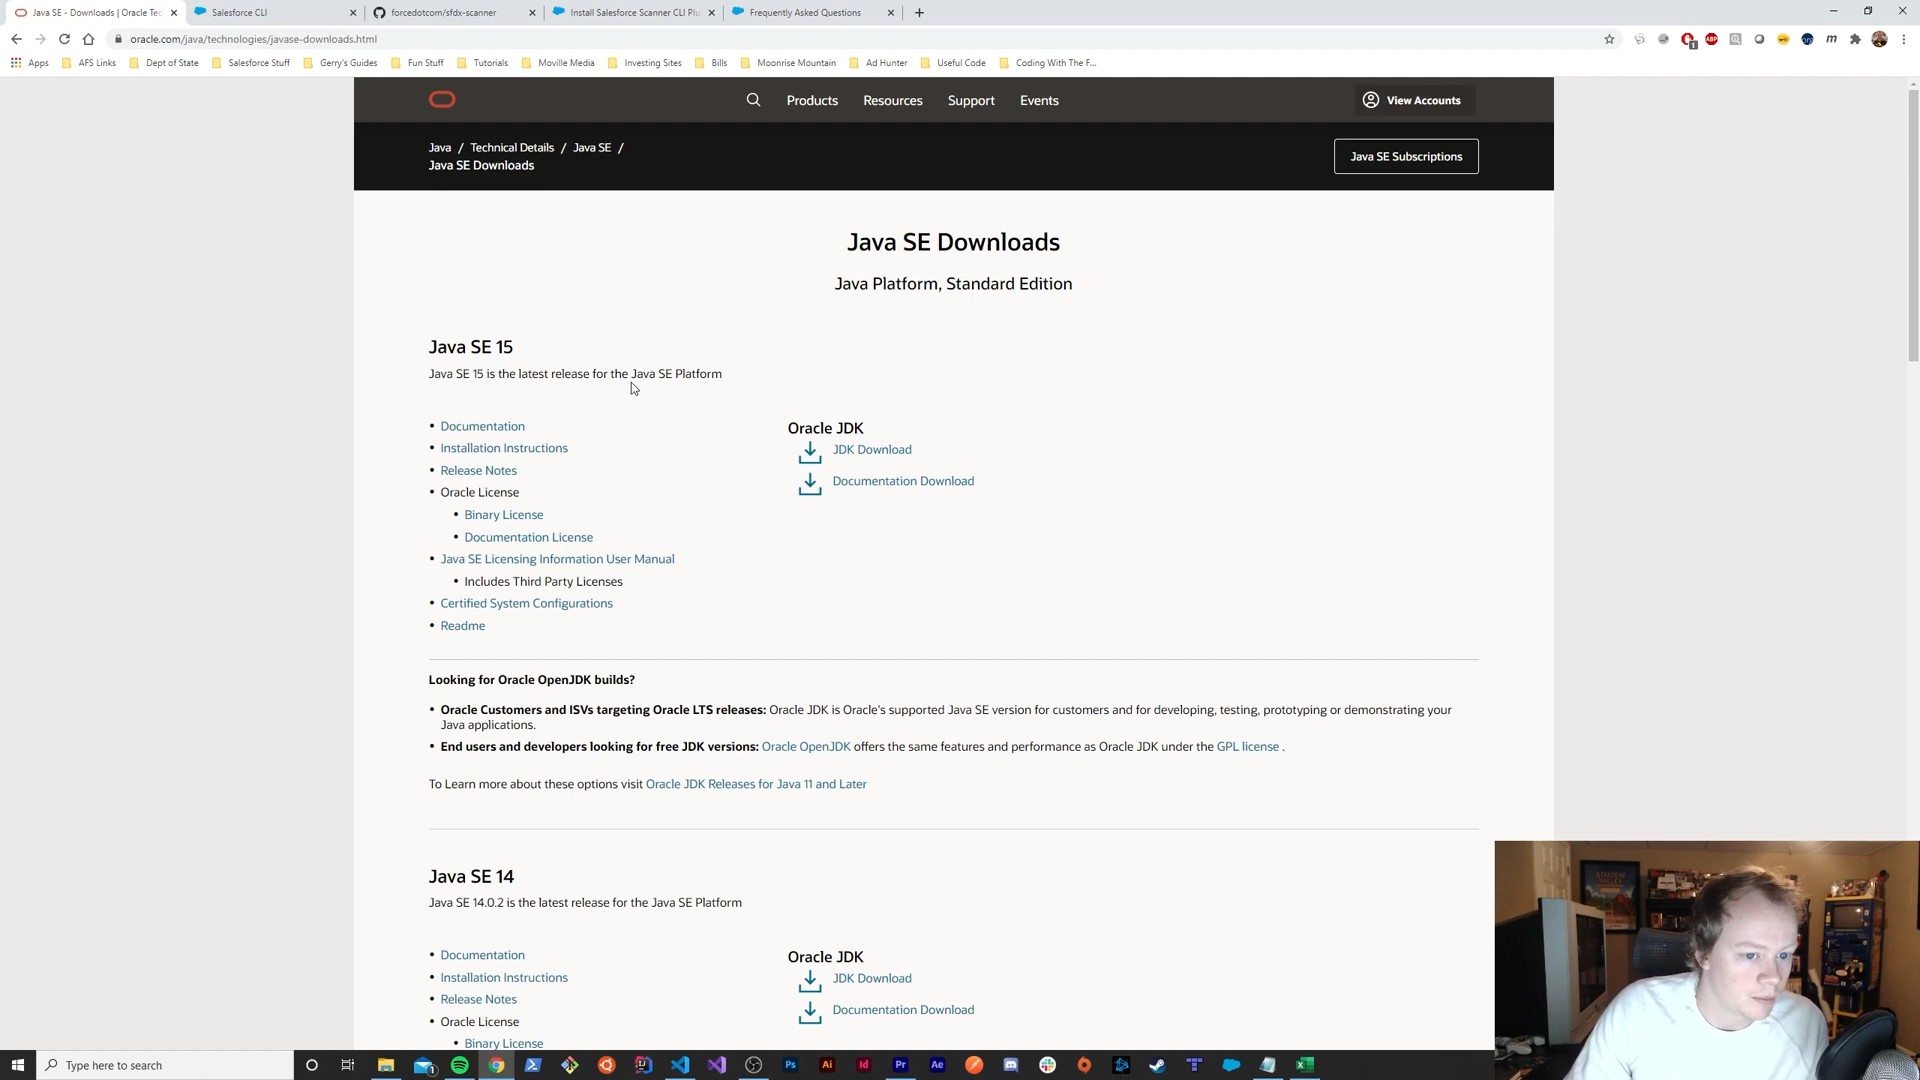 Java SE - Downloads | Oracle Tec
Salesforce CLI
forcedotcom/sfdx-scanner
Install Salesforce Scanner CLI Plu
Frequently Asked Questions
oracle.com/java/technologies/javase-downloads.html
Apps
AFS Links
Dept of State
Salesforce Stuff
Gerry's Guides
Fun Stuff
Tutorials
Moville Media
Investing Sites
Bills
Moonrise Mountain
Ad Hunter
Useful Code
Coding With The F...
Products
Resources
Support
Events
View Accounts
Java / Technical Details / Java SE /
Java SE Downloads
Java SE Subscriptions
Java SE Downloads
Java Platform, Standard Edition
Java SE 15
Java SE 15 is the latest release for the Java SE Platform
• Documentation
• Installation Instructions
• Release Notes
• Oracle License
• Binary License
• Documentation License
• Java SE Licensing Information User Manual
• Includes Third Party Licenses
• Certified System Configurations
• Readme
Oracle JDK
JDK Download
Documentation Download
Looking for Oracle OpenJDK builds?
• Oracle Customers and ISVs targeting Oracle LTS releases: Oracle JDK is Oracle's supported Java SE version for customers and for developing, testing, prototyping or demonstrating your
Java applications.
• End users and developers looking for free JDK versions: Oracle OpenJDK offers the same features and performance as Oracle JDK under the GPL license .
To Learn more about these options visit Oracle JDK Releases for Java 11 and Later
Java SE 14
Java SE 14.0.2 is the latest release for the Java SE Platform
• Documentation
• Installation Instructions
• Release Notes
• Oracle License
• Binary License
Oracle JDK
JDK Download
Documentation Download
Type here to search